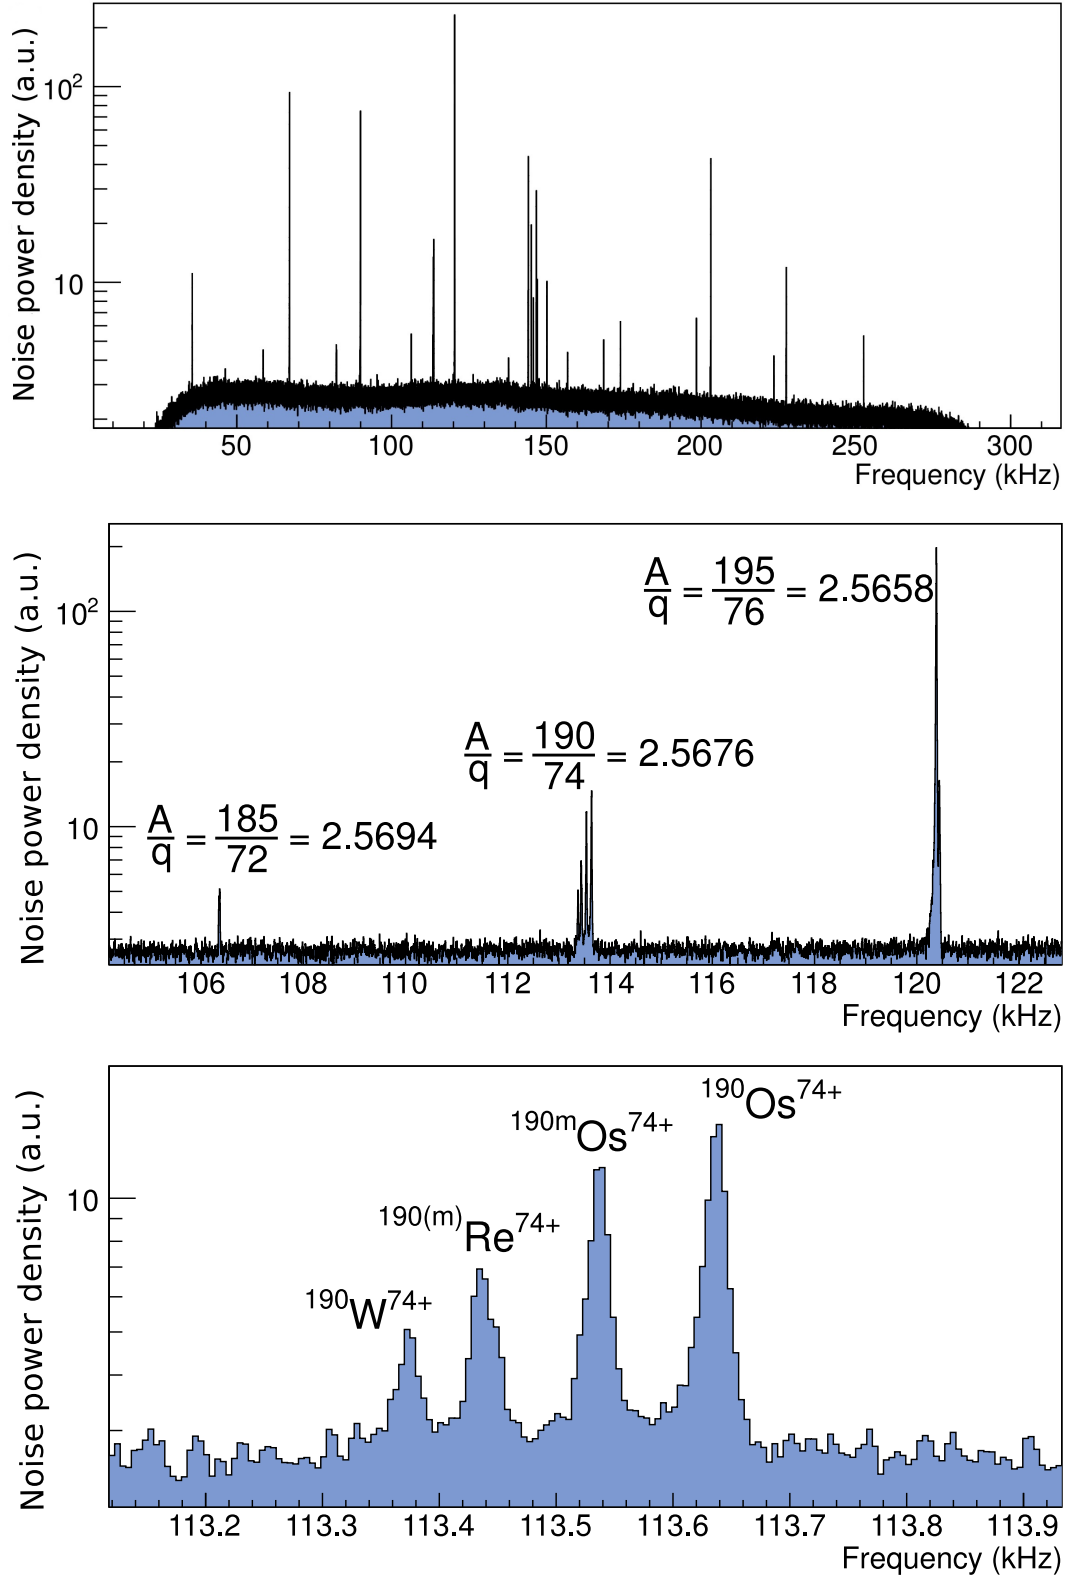 Noise power density (a.u.)
10²
10
50 100 150 200 250 300
Frequency (kHz)
Noise power density (a.u.)
10²
10
A/q = 195/76 = 2.5658
A/q = 190/74 = 2.5676
A/q = 185/72 = 2.5694
106 108 110 112 114 116 118 120 122
Frequency (kHz)
Noise power density (a.u.)
10
¹⁹⁰Os⁷⁴⁺
¹⁹⁰ᵐOs⁷⁴⁺
¹⁹⁰⁽ᵐ⁾Re⁷⁴⁺
¹⁹⁰W⁷⁴⁺
113.2 113.3 113.4 113.5 113.6 113.7 113.8 113.9
Frequency (kHz)